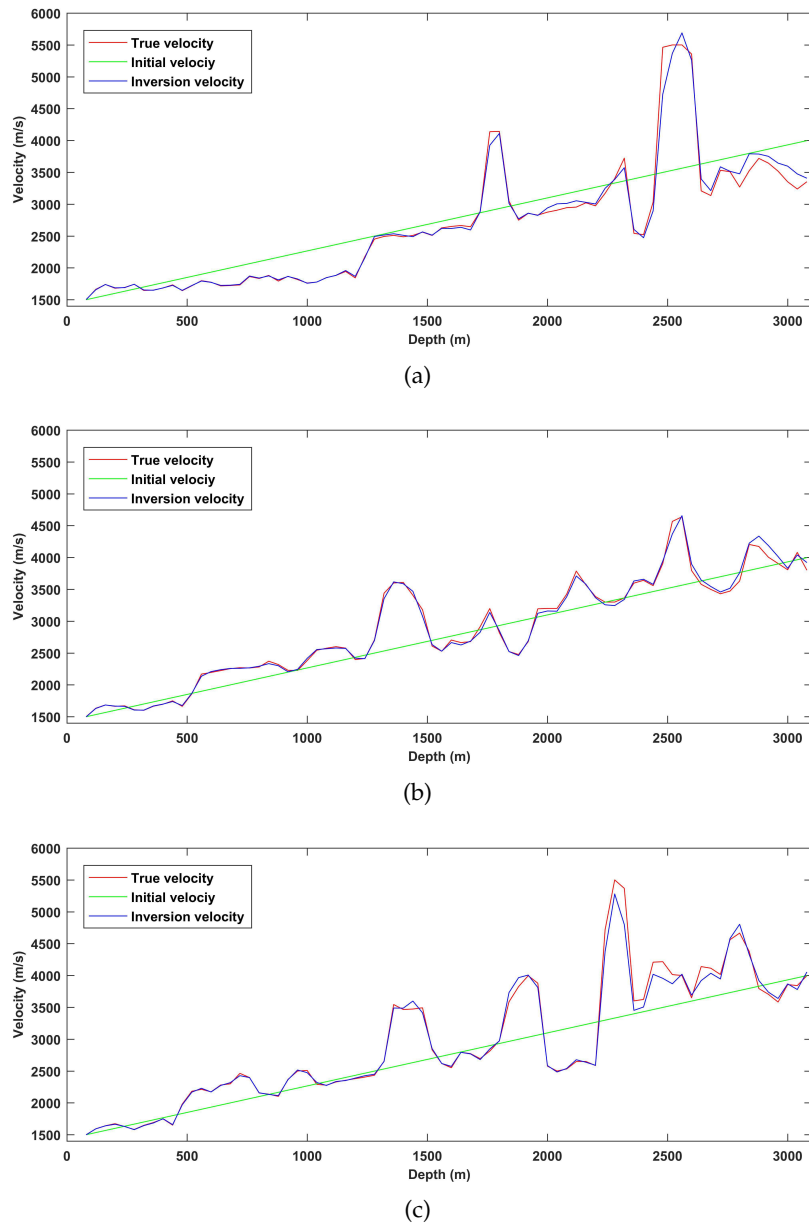 6000
5500
5000
4500
4000
3500
3000
2500
2000
1500
Velocity (m/s)
True velocity
Initial velociy
Inversion velocity
0 500 1000 1500 2000 2500 3000
Depth (m)
(a)
6000
5500
5000
4500
4000
3500
3000
2500
2000
1500
Velocity (m/s)
True velocity
Initial velociy
Inversion velocity
0 500 1000 1500 2000 2500 3000
Depth (m)
(b)
6000
5500
5000
4500
4000
3500
3000
2500
2000
1500
Velocity (m/s)
True velocity
Initial velociy
Inversion velocity
0 500 1000 1500 2000 2500 3000
Depth (m)
(c)